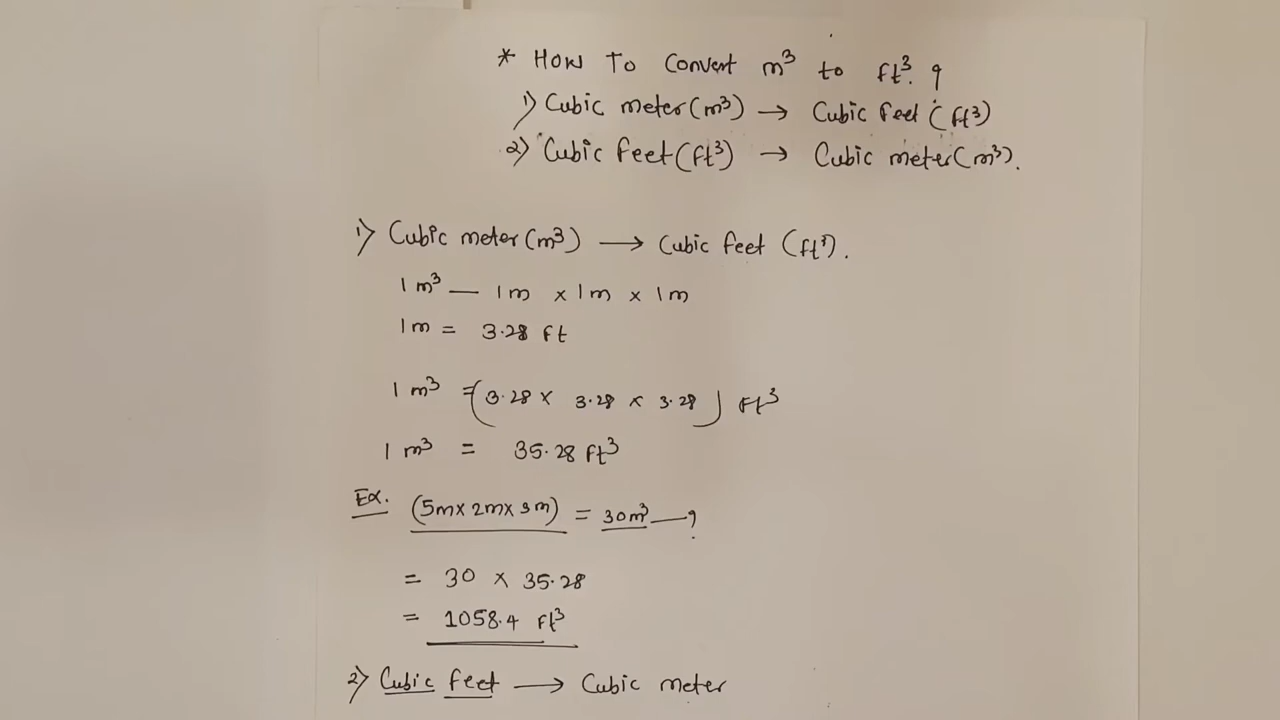 * How To Convert m³ to ft³. ?
1) Cubic meter (m³) → Cubic feet (ft³)
2) Cubic feet (ft³) → Cubic meter (m³).
1) Cubic meter (m³) → Cubic feet (ft³).
1 m³ — 1m x 1m x 1m
1m = 3.28 ft
1 m³ = (3.28 x 3.28 x 3.28) ft³
1 m³ = 35.28 ft³
Ex. (5m x 2m x 3m) = 30m³ — ?
= 30 x 35.28
= 1058.4 ft³
2) Cubic feet → Cubic meter